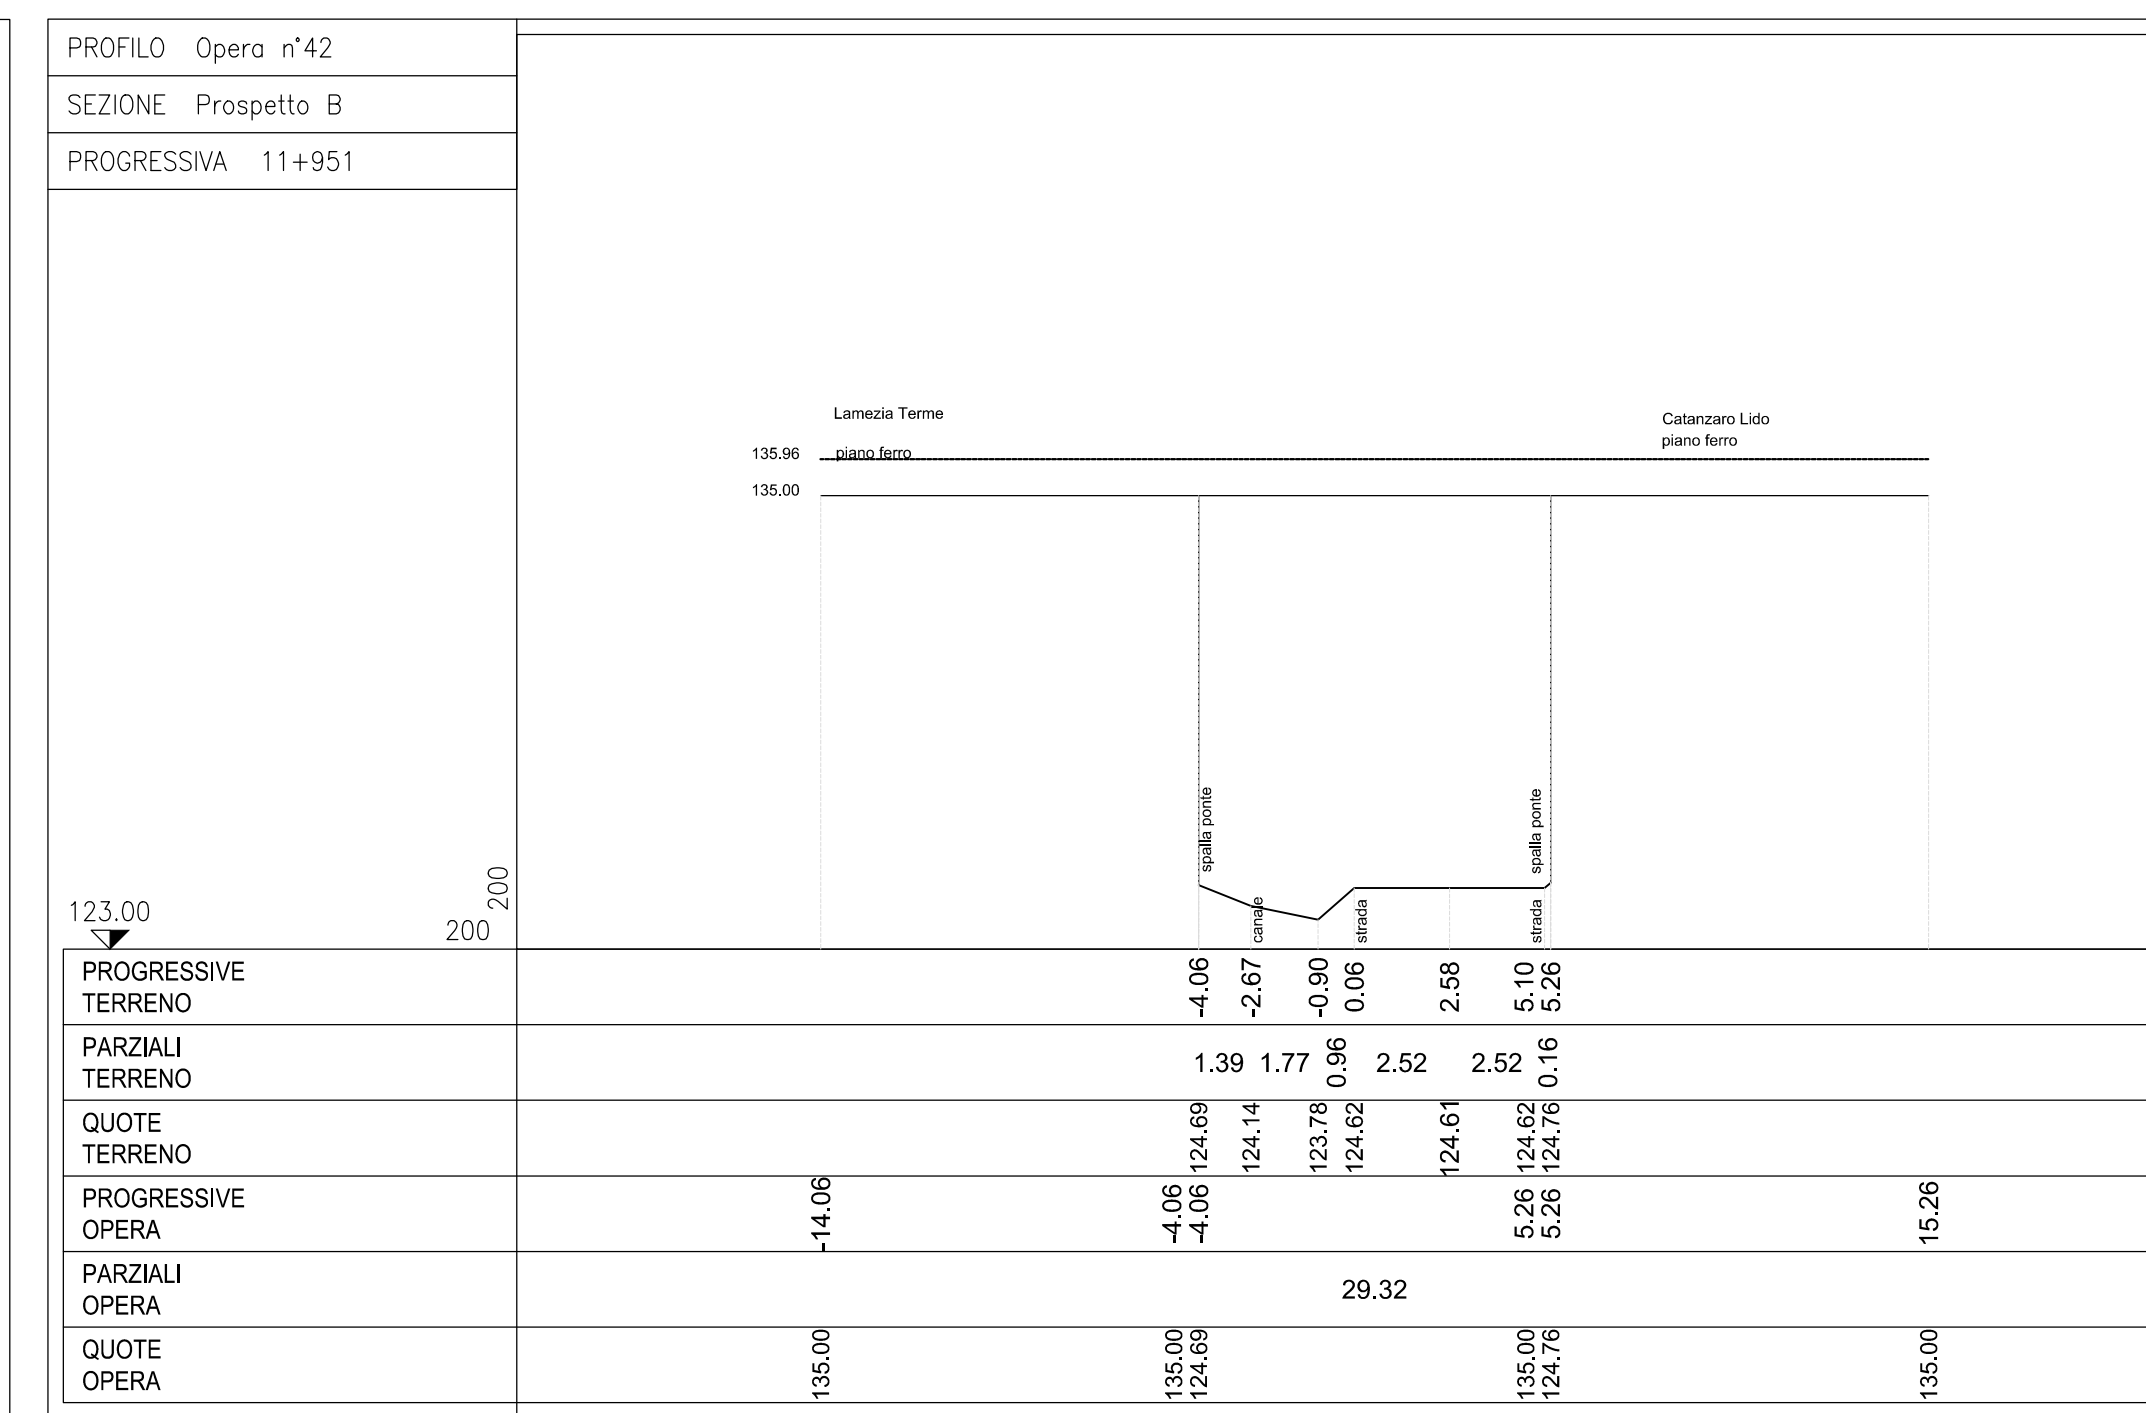 PROFILO Opera n°42
SEZIONE Prospetto B
PROGRESSIVA 11+951
Lamezia Terme
Catanzaro Lido
135.96 piano ferro
piano ferro
135.00
spalla ponte
spalla ponte
canale
strada
strada
123.00
200
200
PROGRESSIVE
TERRENO
-4.06 -2.67 -0.90 0.06 2.58 5.10 5.26
PARZIALI
TERRENO
1.39 1.77 0.96 2.52 2.52 0.16
QUOTE
TERRENO
124.69 124.14 123.78 124.62 124.61 124.62 124.76
PROGRESSIVE
OPERA
-14.06 -4.06 -4.06 5.26 5.26 15.26
PARZIALI
OPERA
29.32
QUOTE
OPERA
135.00 135.00 124.69 135.00 124.76 135.00